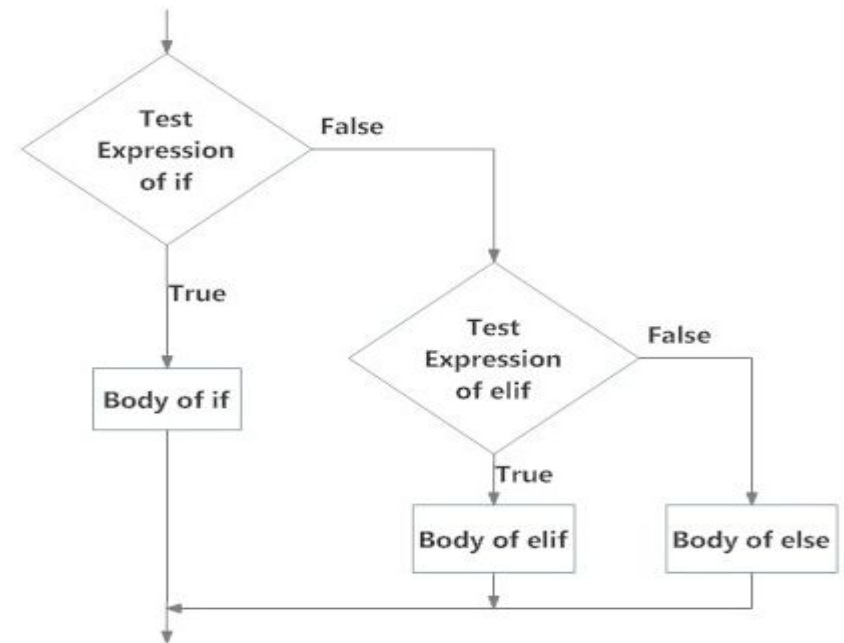 Test
Expression
of if
False
True
Body of if
Test
Expression
of elif
False
True
Body of elif
Body of else